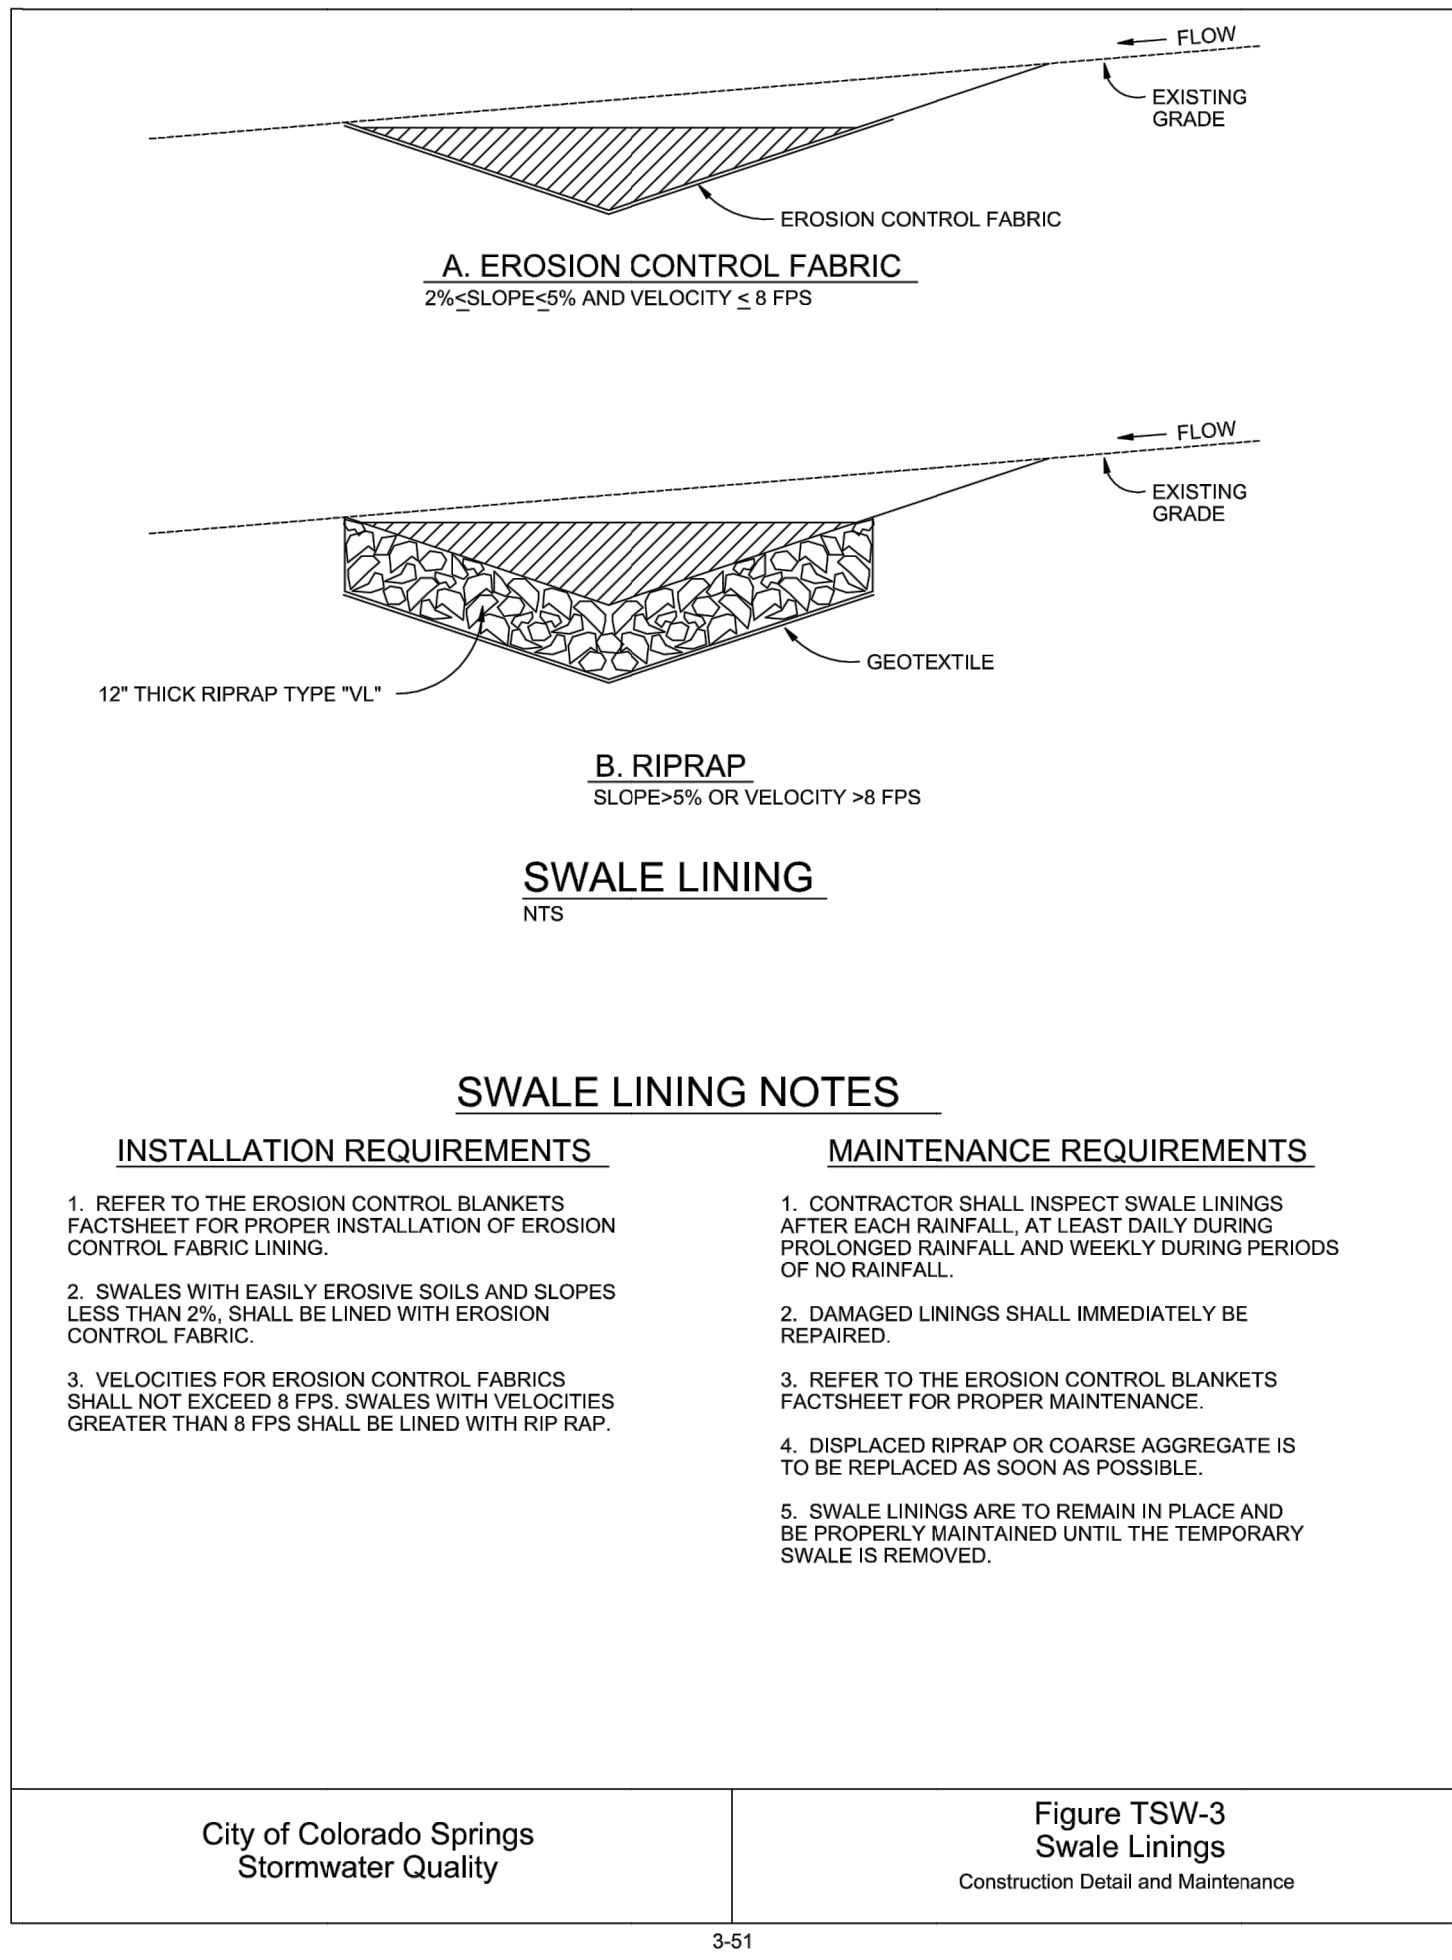 FLOW
EXISTING
GRADE
EROSION CONTROL FABRIC
A. EROSION CONTROL FABRIC
2%≤SLOPE≤5% AND VELOCITY ≤ 8 FPS
FLOW
EXISTING
GRADE
GEOTEXTILE
12" THICK RIPRAP TYPE "VL"
B. RIPRAP
SLOPE>5% OR VELOCITY >8 FPS
SWALE LINING
NTS
SWALE LINING NOTES
INSTALLATION REQUIREMENTS
1. REFER TO THE EROSION CONTROL BLANKETS
FACTSHEET FOR PROPER INSTALLATION OF EROSION
CONTROL FABRIC LINING.
2. SWALES WITH EASILY EROSIVE SOILS AND SLOPES
LESS THAN 2%, SHALL BE LINED WITH EROSION
CONTROL FABRIC.
3. VELOCITIES FOR EROSION CONTROL FABRICS
SHALL NOT EXCEED 8 FPS. SWALES WITH VELOCITIES
GREATER THAN 8 FPS SHALL BE LINED WITH RIP RAP.
MAINTENANCE REQUIREMENTS
1. CONTRACTOR SHALL INSPECT SWALE LININGS
AFTER EACH RAINFALL, AT LEAST DAILY DURING
PROLONGED RAINFALL AND WEEKLY DURING PERIODS
OF NO RAINFALL.
2. DAMAGED LININGS SHALL IMMEDIATELY BE
REPAIRED.
3. REFER TO THE EROSION CONTROL BLANKETS
FACTSHEET FOR PROPER MAINTENANCE.
4. DISPLACED RIPRAP OR COARSE AGGREGATE IS
TO BE REPLACED AS SOON AS POSSIBLE.
5. SWALE LININGS ARE TO REMAIN IN PLACE AND
BE PROPERLY MAINTAINED UNTIL THE TEMPORARY
SWALE IS REMOVED.
City of Colorado Springs
Stormwater Quality
Figure TSW-3
Swale Linings
Construction Detail and Maintenance
3-51